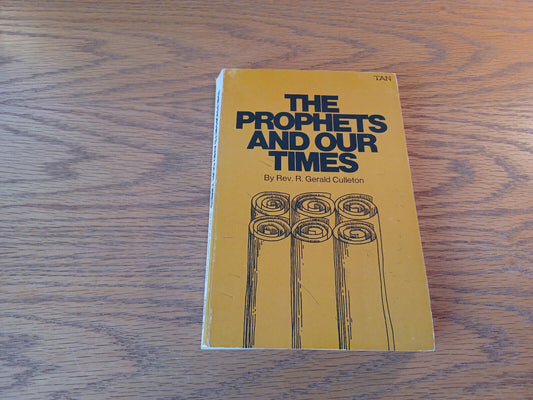 TAN
THE
PROPHETS
AND OUR
TIMES
By Rev. R. Gerald Culleton